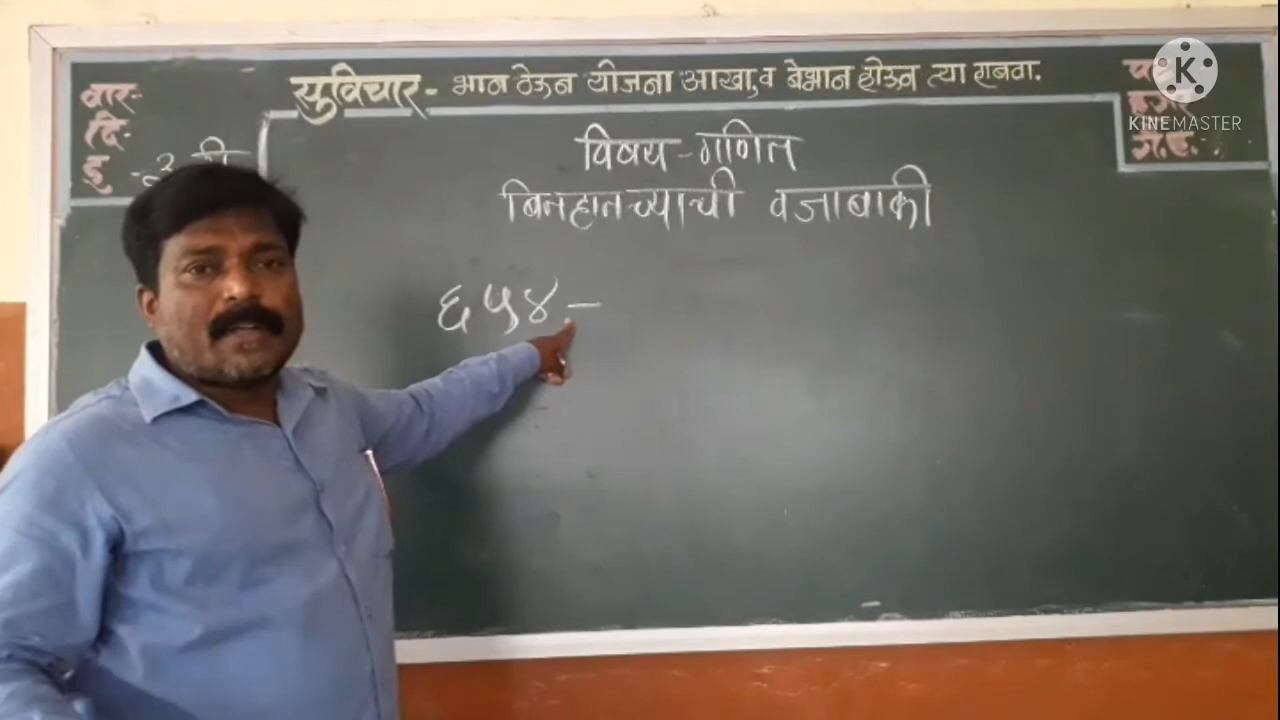 सुविचार - भान ठेऊन योजना आखा, व बेभान होऊन त्या राबवा.
वार-
दि-
इ -
विषय - गणित
बिनहातच्याची वजाबाकी
६५४ -
K
KINEMASTER